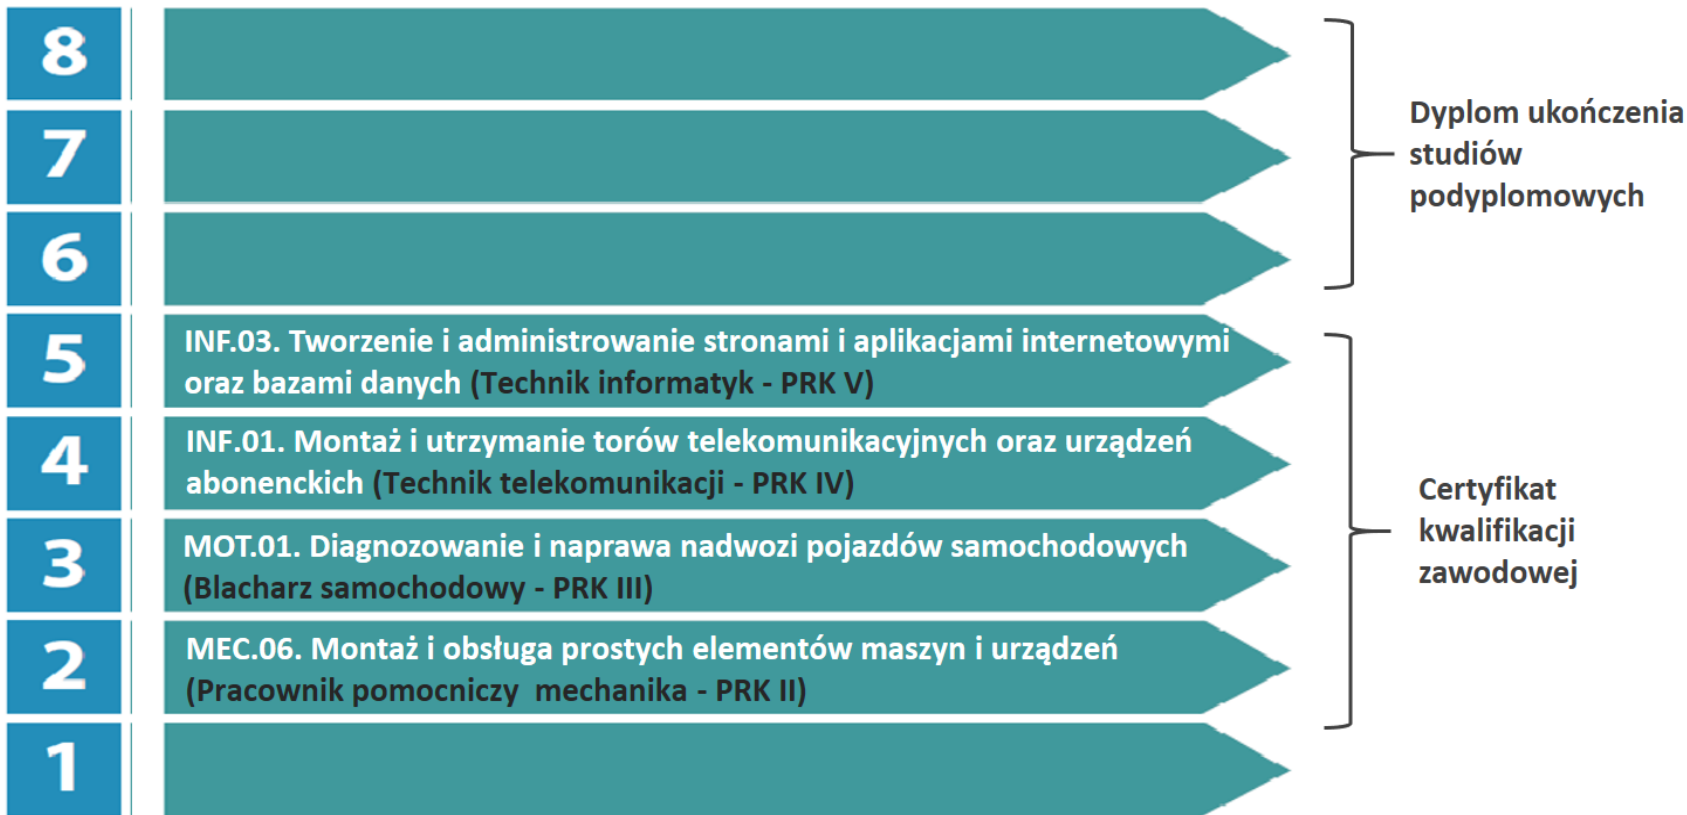 8
7
6
Dyplom ukończenia
studiów
podyplomowych
5
INF.03. Tworzenie i administrowanie stronami i aplikacjami internetowymi
oraz bazami danych (Technik informatyk - PRK V)
4
INF.01. Montaż i utrzymanie torów telekomunikacyjnych oraz urządzeń
abonenckich (Technik telekomunikacji - PRK IV)
3
MOT.01. Diagnozowanie i naprawa nadwozi pojazdów samochodowych
(Blacharz samochodowy - PRK III)
2
MEC.06. Montaż i obsługa prostych elementów maszyn i urządzeń
(Pracownik pomocniczy  mechanika - PRK II)
1
Certyfikat
kwalifikacji
zawodowej